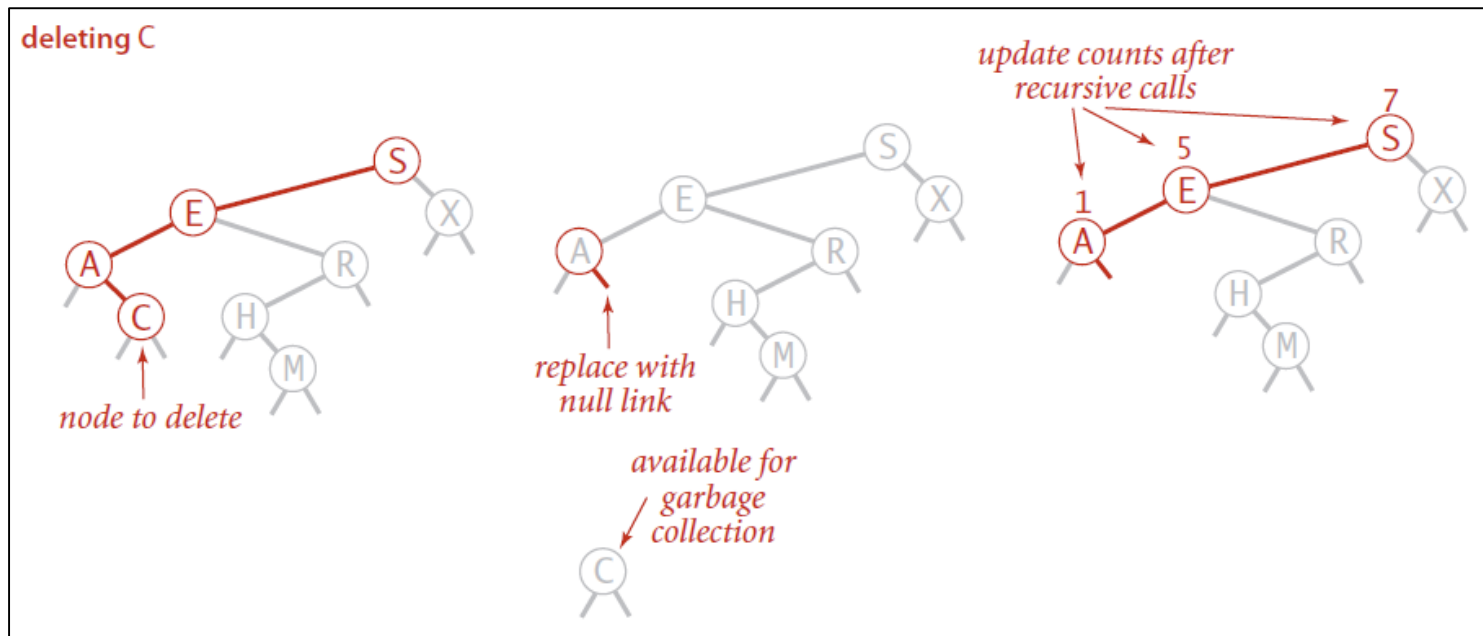 deleting C
S
E
X
A
R
C
H
M
node to delete
S
E
X
A
R
H
M
replace with
null link
available for
garbage
collection
C
update counts after
recursive calls
7
S
5
E
X
1
A
R
H
M